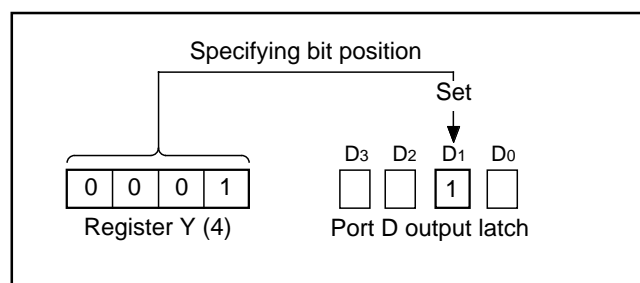 Specifying bit position
Set
D3 D2 D1 D0
0 0 0 1 1
Register Y (4) Port D output latch